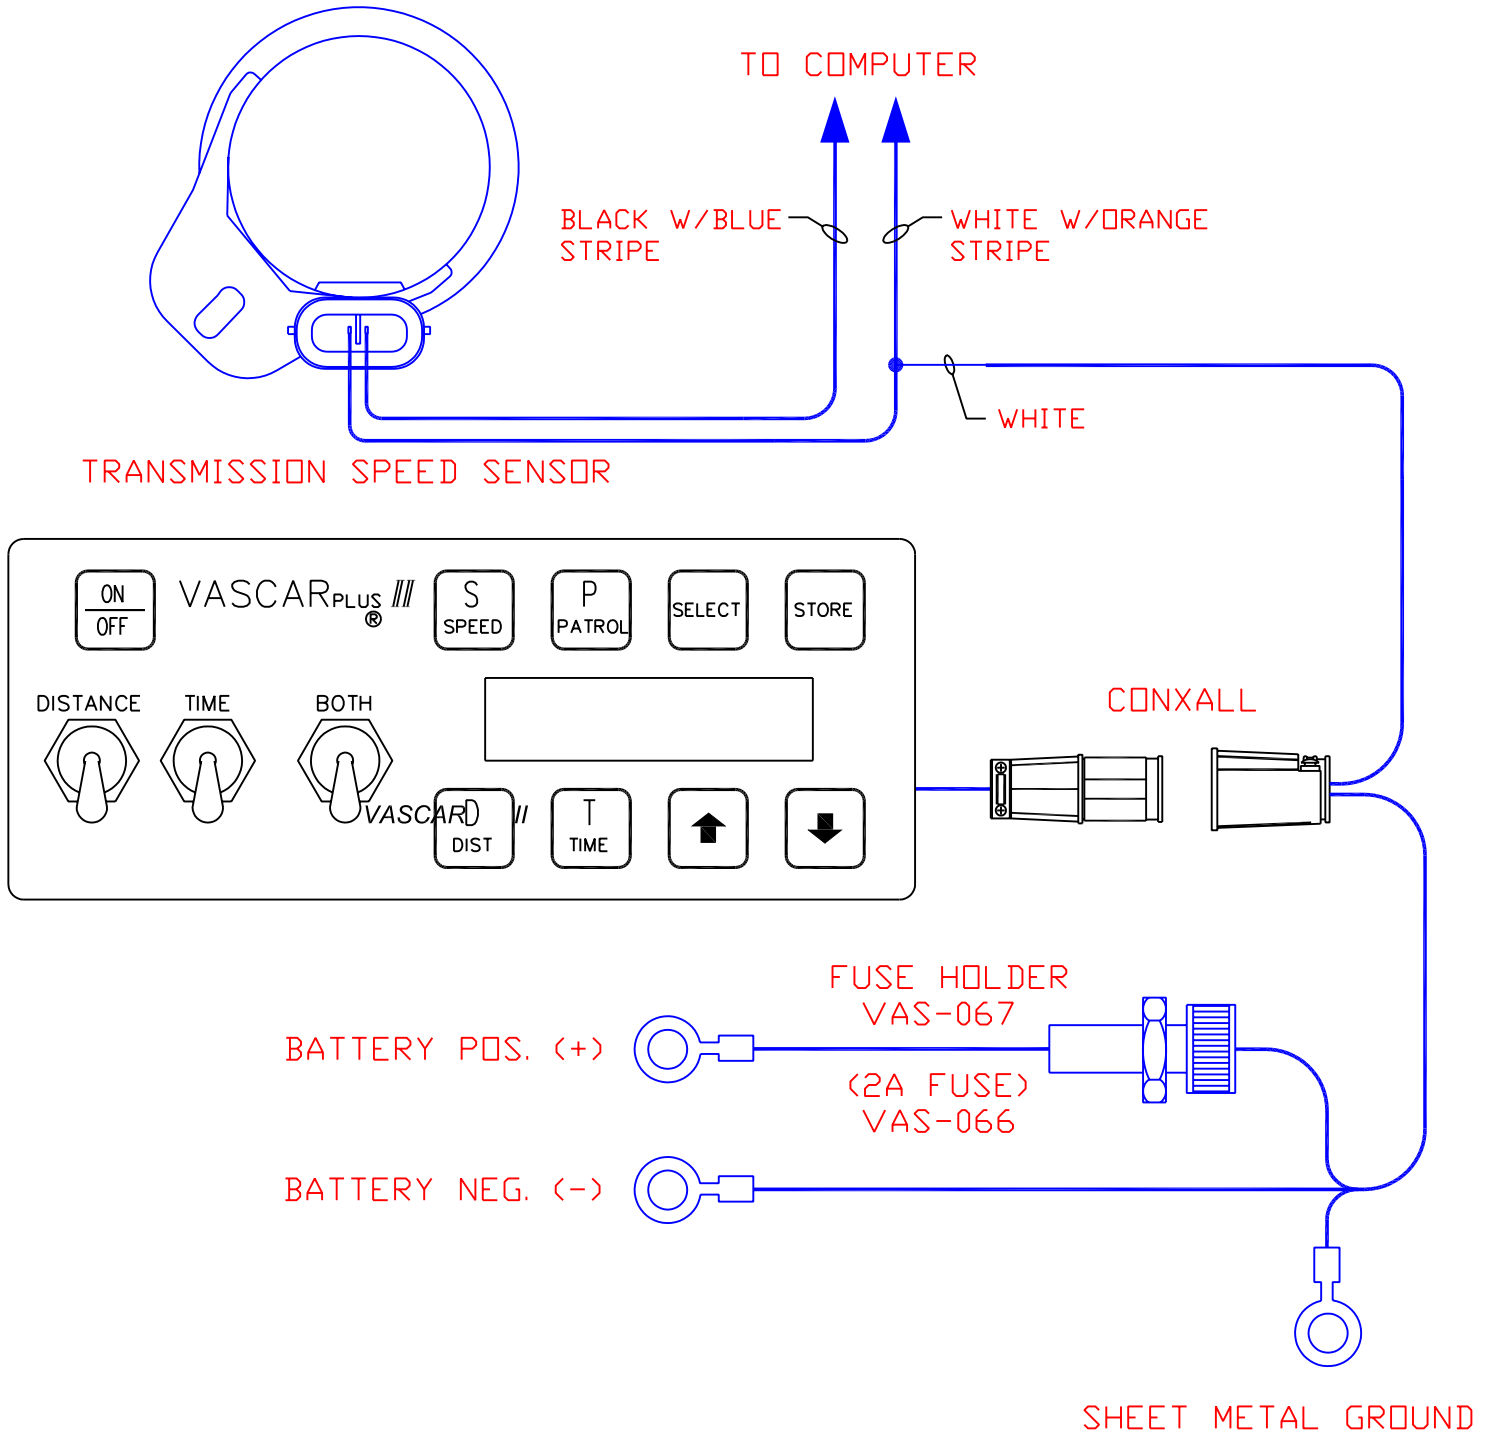 TO COMPUTER
BLACK W/BLUE
STRIPE
WHITE W/ORANGE
STRIPE
WHITE
TRANSMISSION SPEED SENSOR
ON
OFF
VASCAR PLUS III
®
S
SPEED
P
PATROL
SELECT
STORE
DISTANCE
TIME
BOTH
CONXALL
VASCAR II
D
DIST
T
TIME
FUSE HOLDER
VAS-067
BATTERY POS. (+)
(2A FUSE)
VAS-066
BATTERY NEG. (-)
SHEET METAL GROUND